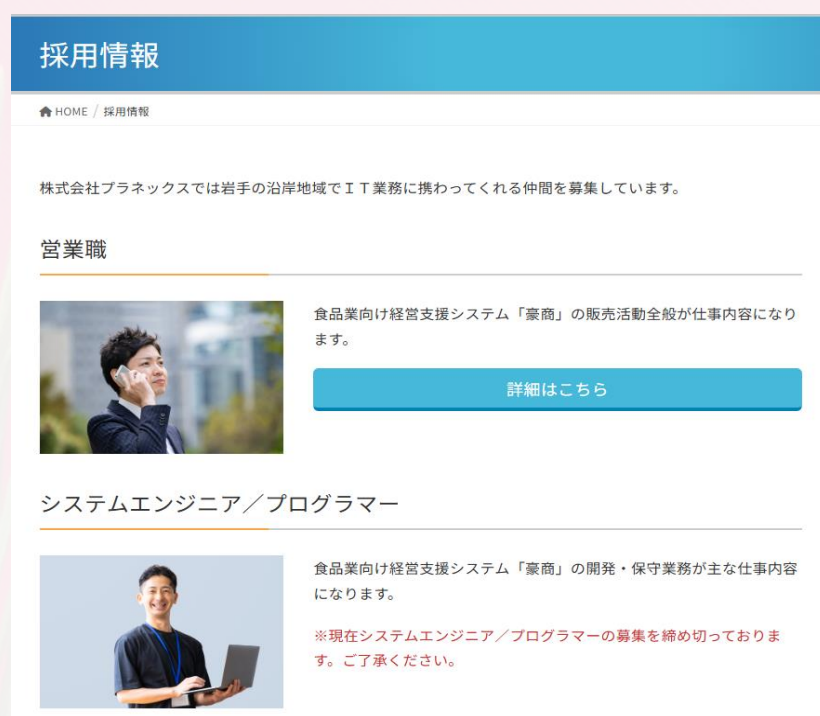 採用情報
HOME / 採用情報
株式会社プラネックスでは岩手の沿岸地域でＩＴ業務に携わってくれる仲間を募集しています。
営業職
食品業向け経営支援システム「豪商」の販売活動全般が仕事内容になり
ます。
詳細はこちら
システムエンジニア／プログラマー
食品業向け経営支援システム「豪商」の開発・保守業務が主な仕事内容
になります。
※現在システムエンジニア／プログラマーの募集を締め切っておりま
す。ご了承ください。